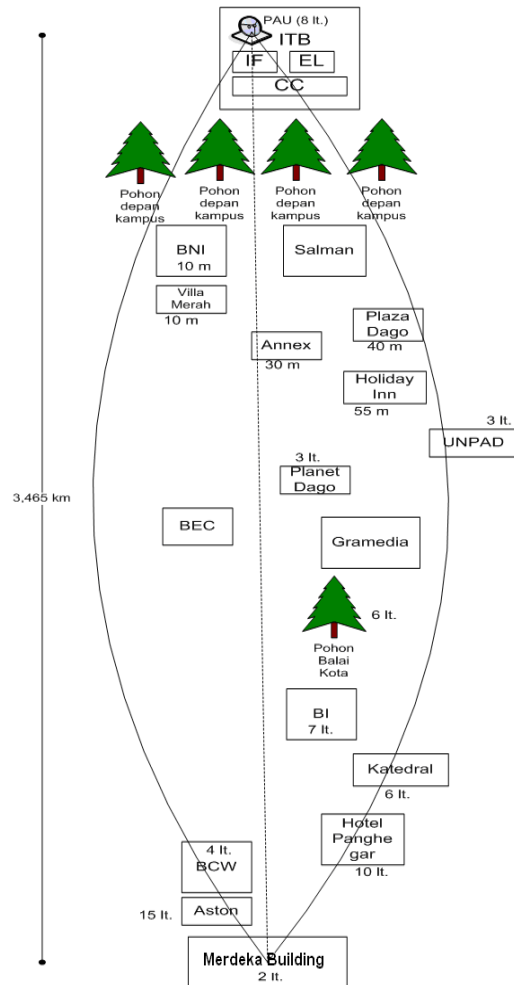 PAU (8 lt.)
ITB
IF
EL
CC
Pohon
depan
kampus
Pohon
depan
kampus
Pohon
depan
kampus
Pohon
depan
kampus
BNI
10 m
Salman
Villa
Merah
10 m
Plaza
Dago
40 m
Annex
30 m
Holiday
Inn
55 m
3 lt.
UNPAD
3 lt.
Planet
Dago
3,465 km
BEC
Gramedia
6 lt.
Pohon
Balai
Kota
BI
7 lt.
Katedral
6 lt.
Hotel
Panghe
gar
10 lt.
4 lt.
BCW
15 lt.
Aston
Merdeka Building
2 lt.